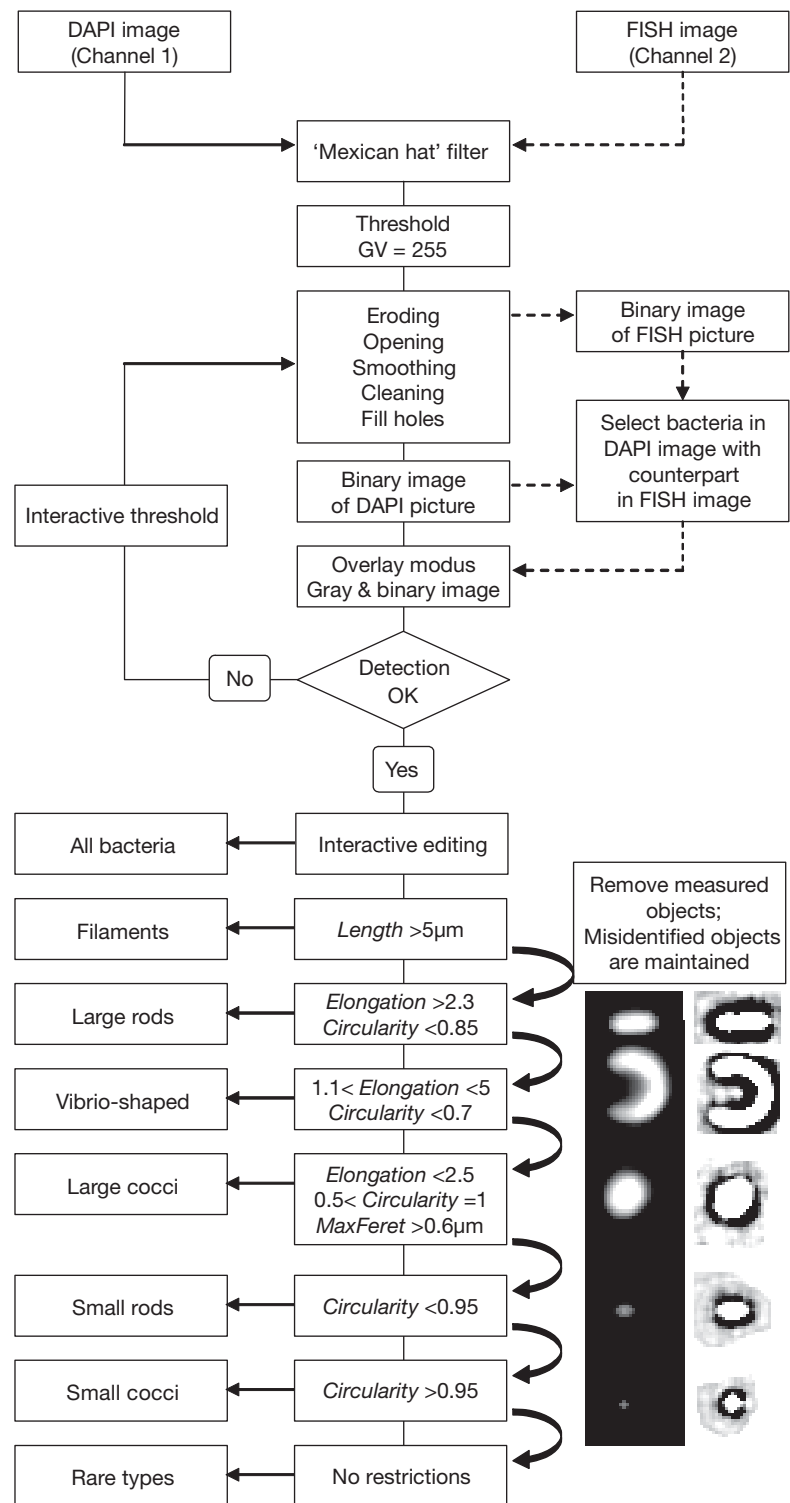 DAPI image
(Channel 1)
FISH image
(Channel 2)
‘Mexican hat’ filter
Threshold
GV = 255
Eroding
Opening
Smoothing
Cleaning
Fill holes
Binary image
of FISH picture
Select bacteria in
DAPI image with
counterpart
in FISH image
Binary image
of DAPI picture
Interactive threshold
Overlay modus
Gray & binary image
No
Detection
OK
Yes
All bacteria
Interactive editing
Remove measured
objects;
Misidentified objects
are maintained
Filaments
Length >5µm
Large rods
Elongation >2.3
Circularity <0.85
Vibrio-shaped
1.1< Elongation <5
Circularity <0.7
Large cocci
Elongation <2.5
0.5< Circularity =1
MaxFeret >0.6µm
Small rods
Circularity <0.95
Small cocci
Circularity >0.95
Rare types
No restrictions